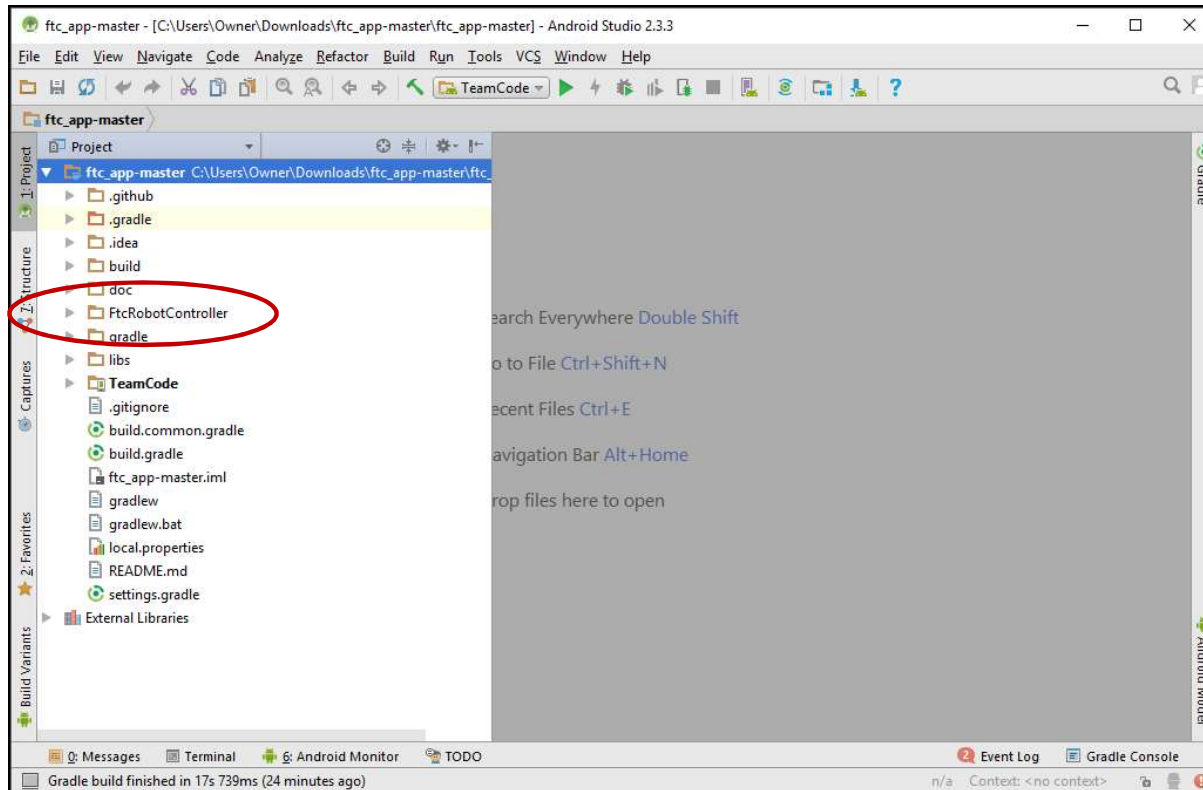 ftc_app-master - [C:\Users\Owner\Downloads\ftc_app-master\ftc_app-master] - Android Studio 2.3.3
File Edit View Navigate Code Analyze Refactor Build Run Tools VCS Window Help
TeamCode
ftc_app-master
Project
1: Project
7: Structure
Captures
2: Favorites
Build Variants
ftc_app-master C:\Users\Owner\Downloads\ftc_app-master\ftc_
.github
.gradle
.idea
build
doc
FtcRobotController
gradle
libs
TeamCode
.gitignore
build.common.gradle
build.gradle
ftc_app-master.iml
gradlew
gradlew.bat
local.properties
README.md
settings.gradle
External Libraries
earch Everywhere Double Shift
o to File Ctrl+Shift+N
ecent Files Ctrl+E
avigation Bar Alt+Home
rop files here to open
Gradle
Android Model
0: Messages Terminal 6: Android Monitor TODO
2 Event Log Gradle Console
Gradle build finished in 17s 739ms (24 minutes ago)
n/a Context: <no context>